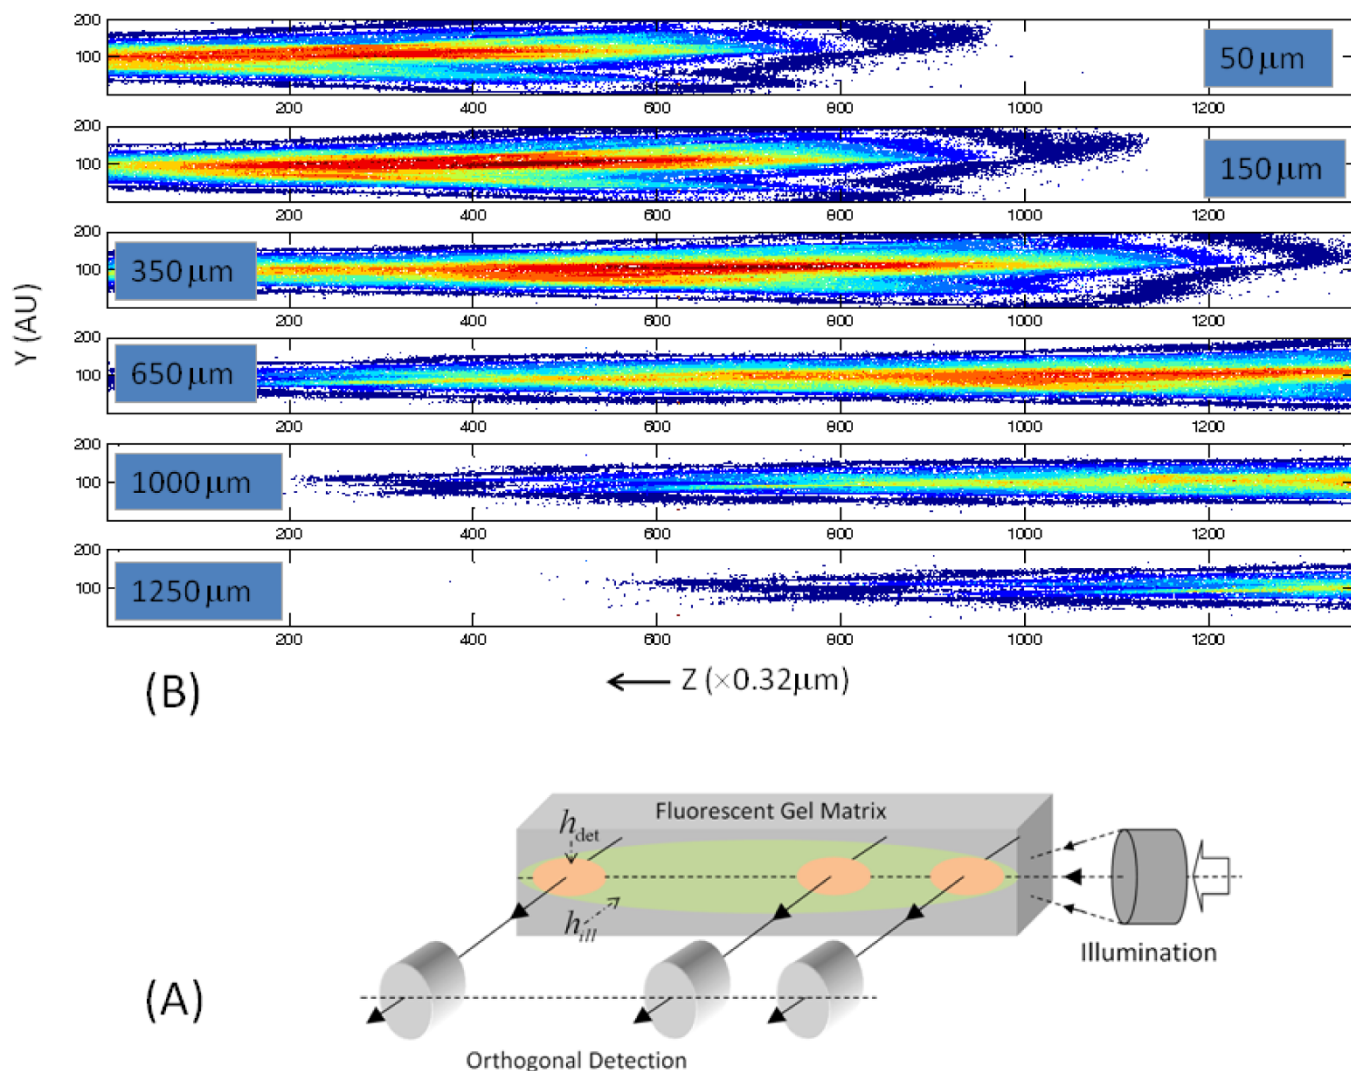 200
100
50 μm
200 400 600 800 1000 1200
200
100
150 μm
200 400 600 800 1000 1200
200
100
350 μm
200 400 600 800 1000 1200
Y (AU)
200
100
650 μm
200 400 600 800 1000 1200
200
100
1000 μm
200 400 600 800 1000 1200
200
100
1250 μm
200 400 600 800 1000 1200
(B)
Z (×0.32μm)
Fluorescent Gel Matrix
hdet
hill
Illumination
(A)
Orthogonal Detection